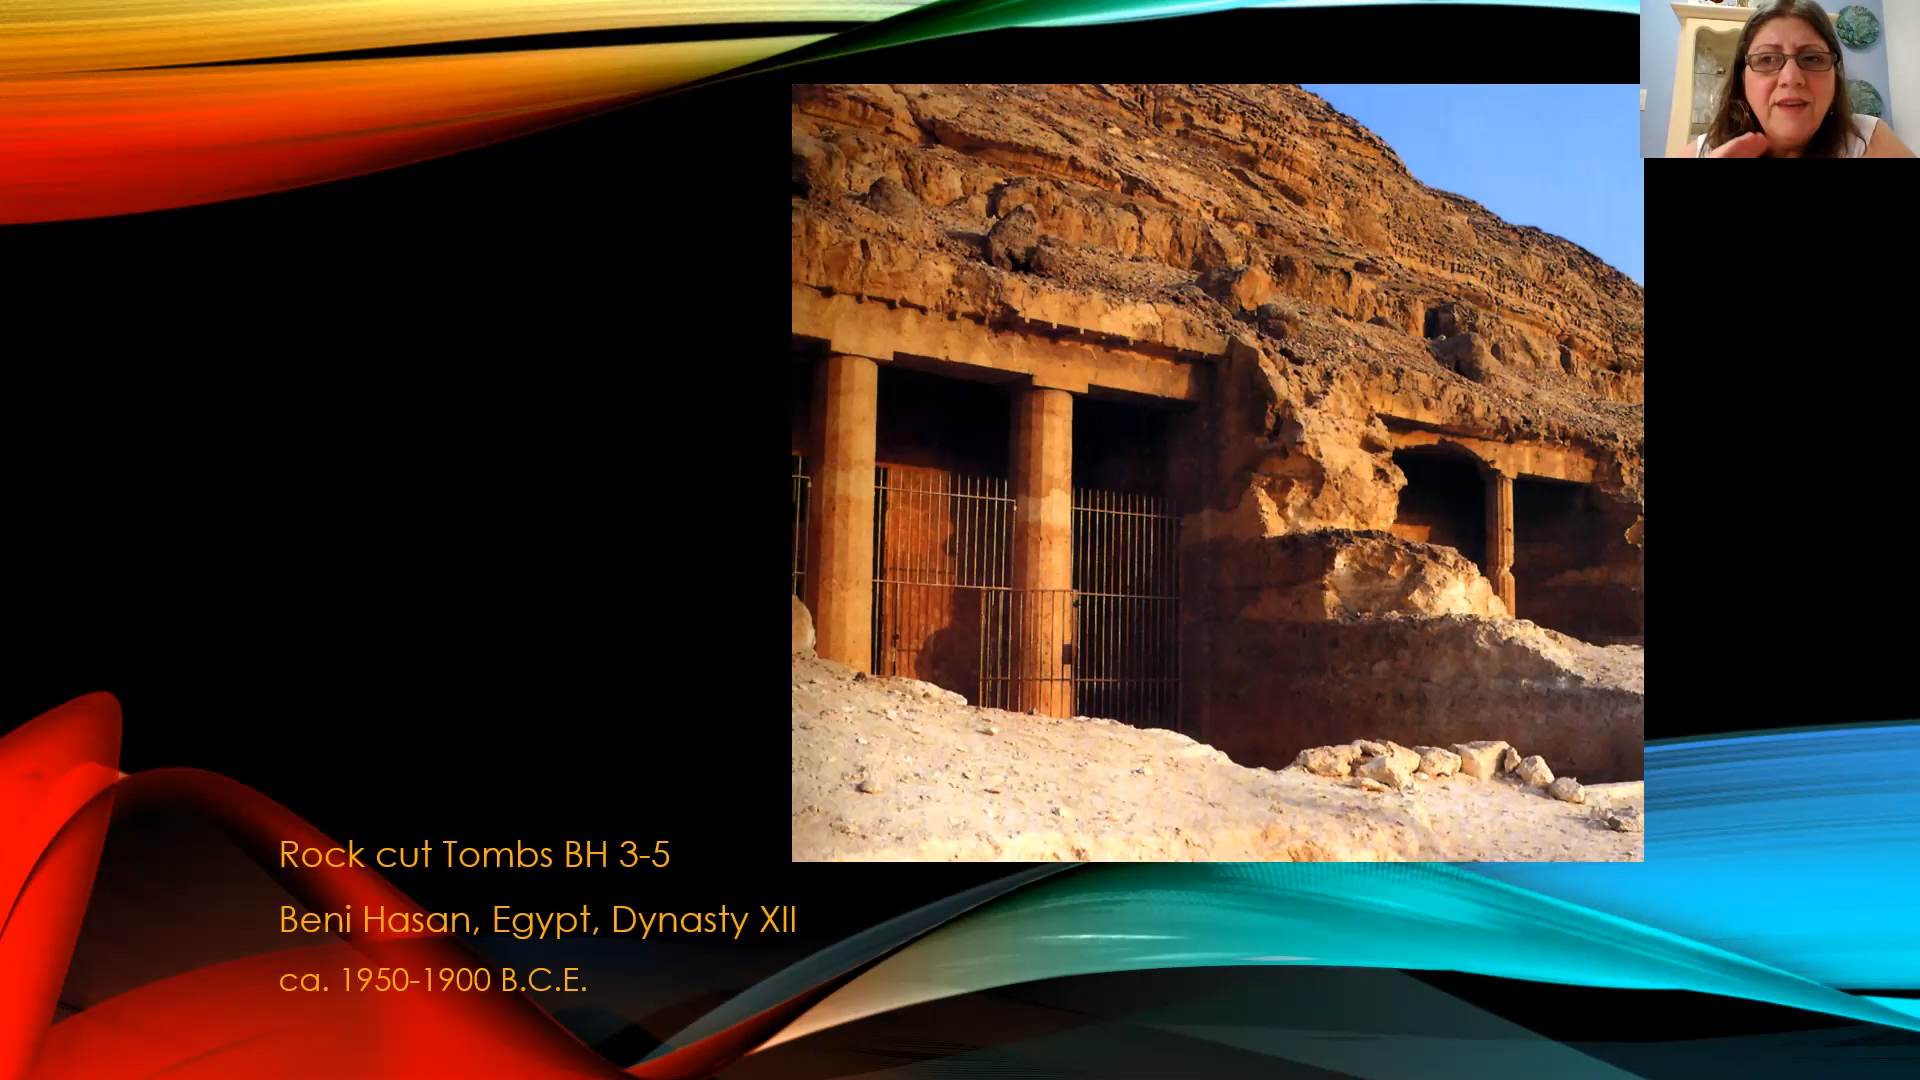 Rock cut Tombs BH 3-5
Beni Hasan, Egypt, Dynasty XII
ca. 1950-1900 B.C.E.